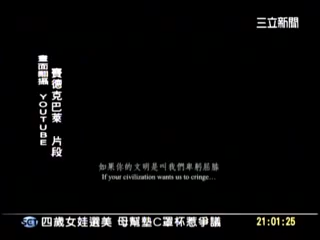 三立新聞
畫面翻攝 YOUTUBE
賽德克巴萊 片段
如果你的文明是叫我們卑躬屈膝
If your civilization wants us to cringe...
SET 四歲女娃選美 母幫墊C罩杯惹爭議 21:01:25